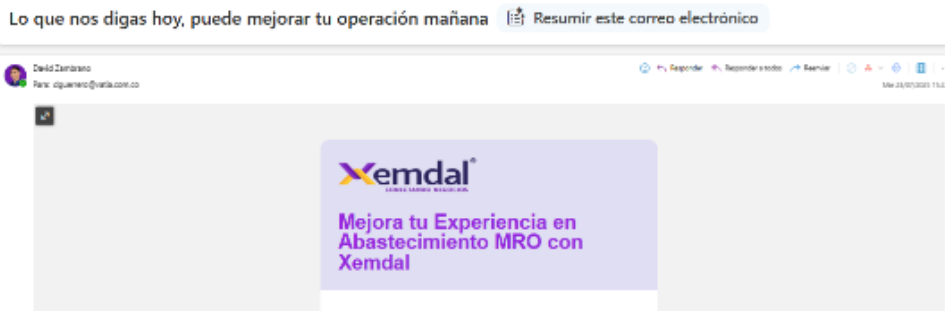 Lo que nos digas hoy, puede mejorar tu operación mañana Resumir este correo electrónico
David Zambrano
Responder Responder a todos Reenviar
Para:
Xemdal®
Mejora tu Experiencia en
Abastecimiento MRO con
Xemdal